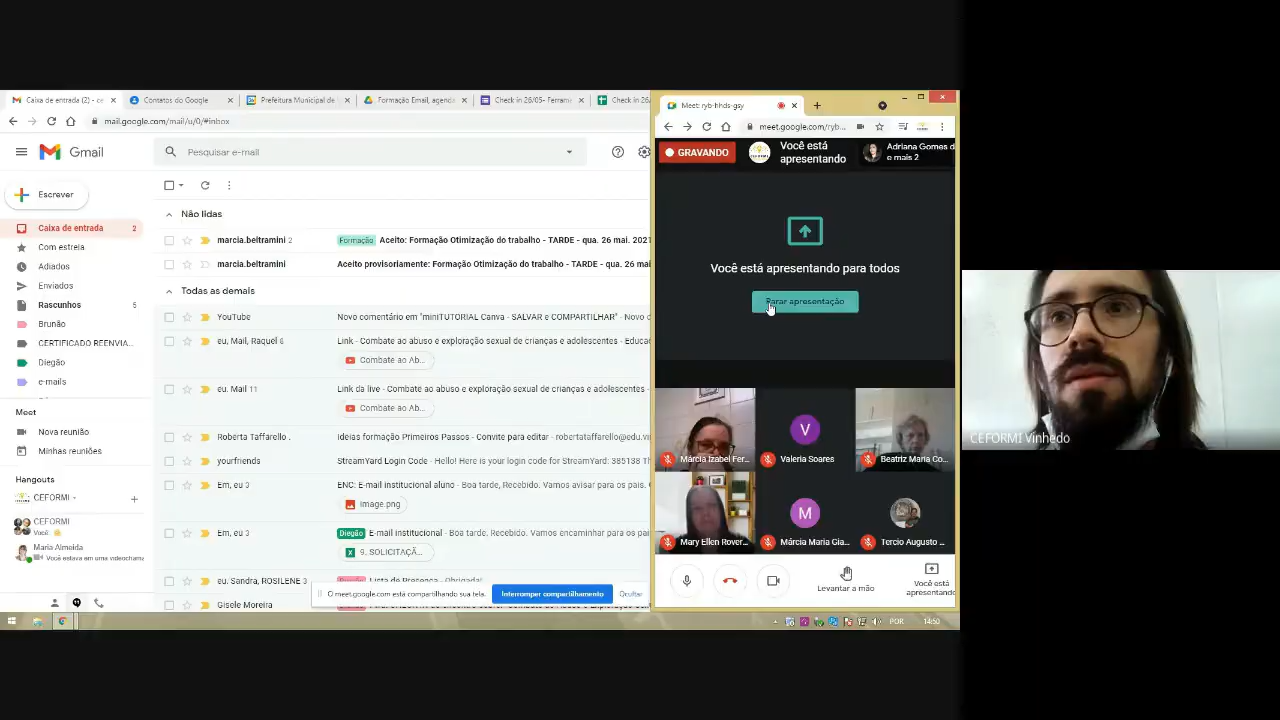 Caixa de entrada (2) - ce
Contatos do Google
Prefeitura Municipal de
Formação Email, agenda
Check in 26/05- Ferrame
Check in 26/
mail.google.com/mail/u/0/#inbox
Gmail
Pesquisar e-mail
Escrever
Caixa de entrada 2
Com estrela
Adiados
Enviados
Rascunhos 5
Brunão
CERTIFICADO REENVIA...
Diegão
e-mails
Meet
Nova reunião
Minhas reuniões
Hangouts
CEFORMI
CEFORMI
Você:
Maria Almeida
Você estava em uma videochama
Não lidas
marcia.beltramini 2 Formação Aceito: Formação Otimização do trabalho - TARDE - qua. 26 mai. 2021
marcia.beltramini Aceito provisoriamente: Formação Otimização do trabalho - TARDE - qua. 26 mai
Todas as demais
YouTube Novo comentário em "miniTUTORIAL Canva - SALVAR e COMPARTILHAR" - Novo c
eu, Mail, Raquel 6 Link - Combate ao abuso e exploração sexual de crianças e adolescentes - Educa
Combate ao Ab...
eu, Mail 11 Link da live - Combate ao abuso e exploração sexual de crianças e adolescentes
Combate ao Ab...
Roberta Taffarello . Ideias formação Primeiros Passos - Convite para editar - robertataffarello@edu.vi
yourfriends StreamYard Login Code - Hello! Here is your login code for StreamYard: 385138 Th
Em, eu 3 ENC: E-mail institucional aluno - Boa tarde, Recebido. Vamos avisar para os pais.
image.png
Em, eu 3 Diegão E-mail institucional - Boa tarde, Recebido. Vamos encaminhar para os pais
9. SOLICITAÇÃ...
eu, Sandra, ROSILENE 3 Lista de Presença - Obrigada!
Gisele Moreira
O meet.google.com está compartilhando sua tela.
Interromper compartilhamento
Ocultar
Meet: ryb-hhds-gsy
meet.google.com/ryb...
GRAVANDO
Você está
apresentando
Adriana Gomes d
e mais 2
Você está apresentando para todos
Parar apresentação
Márcia Izabel Fer...
Valeria Soares
Beatriz Maria Co...
Mary Ellen Rover...
Márcia Maria Gia...
Tercio Augusto ...
V
M
Levantar a mão
Você está
apresentando
POR
14:50
CEFORMI Vinhedo